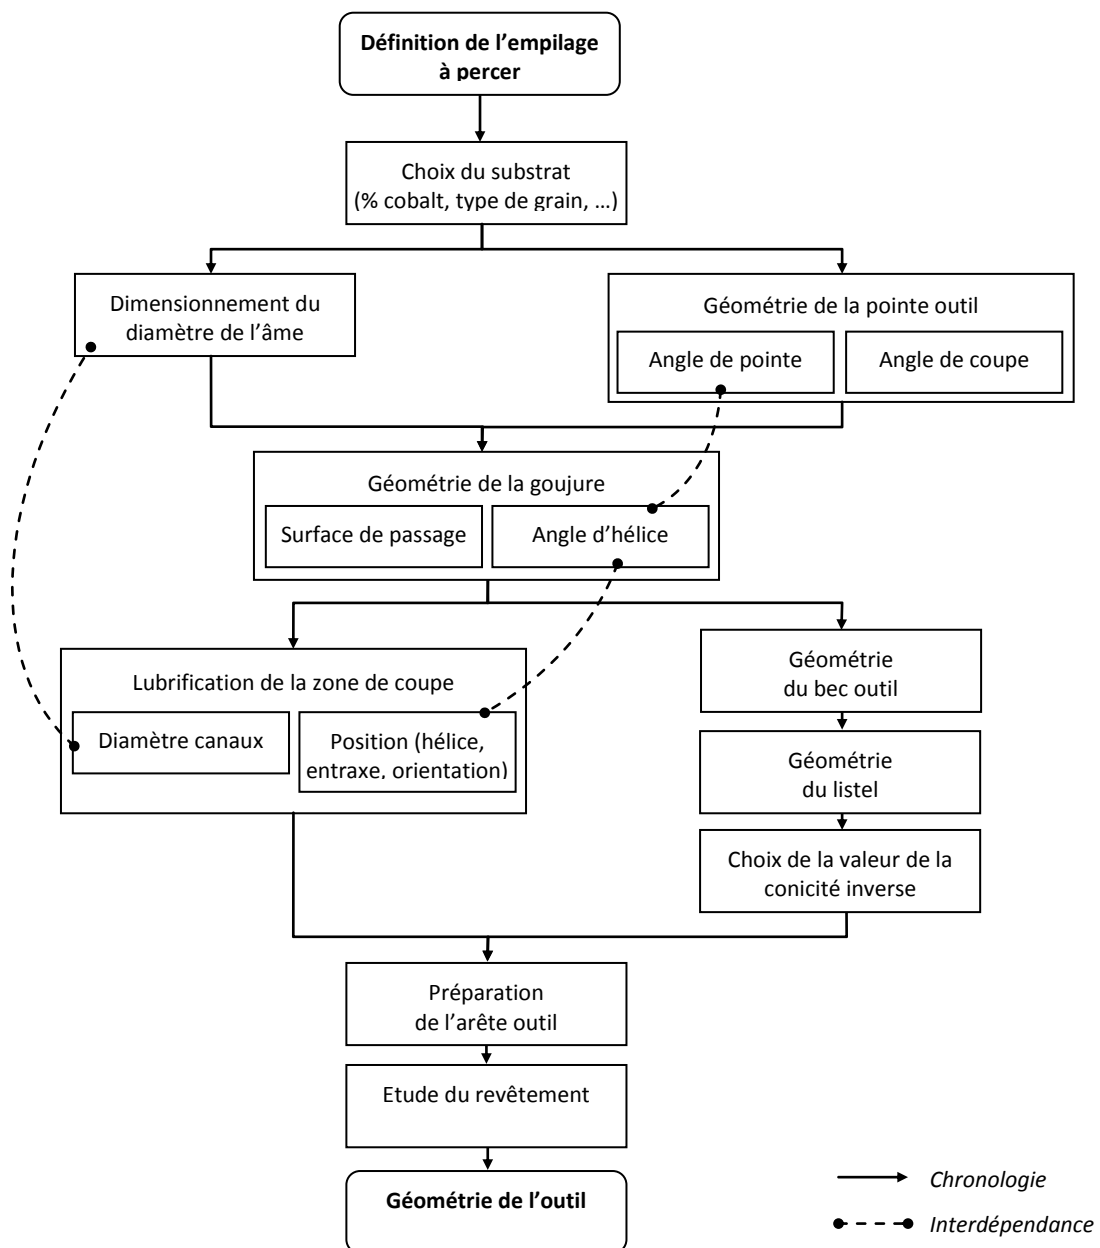 Définition de l’empilage
à percer
Choix du substrat
(% cobalt, type de grain, …)
Dimensionnement du
diamètre de l’âme
Géométrie de la pointe outil
Angle de pointe
Angle de coupe
Géométrie de la goujure
Surface de passage
Angle d’hélice
Lubrification de la zone de coupe
Diamètre canaux
Position (hélice,
entraxe, orientation)
Géométrie
du bec outil
Géométrie
du listel
Choix de la valeur de la
conicité inverse
Préparation
de l’arête outil
Etude du revêtement
Géométrie de l’outil
Chronologie
Interdépendance